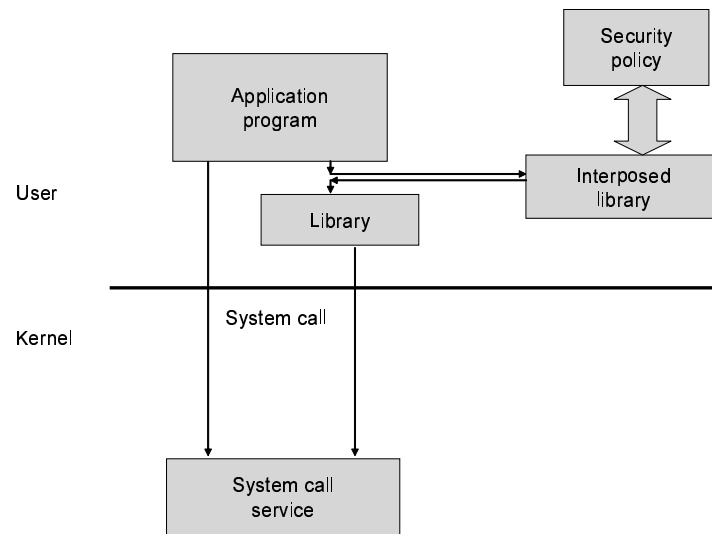 Security
policy
Application
program
Interposed
library
User
Library
System call
Kernel
System call
service